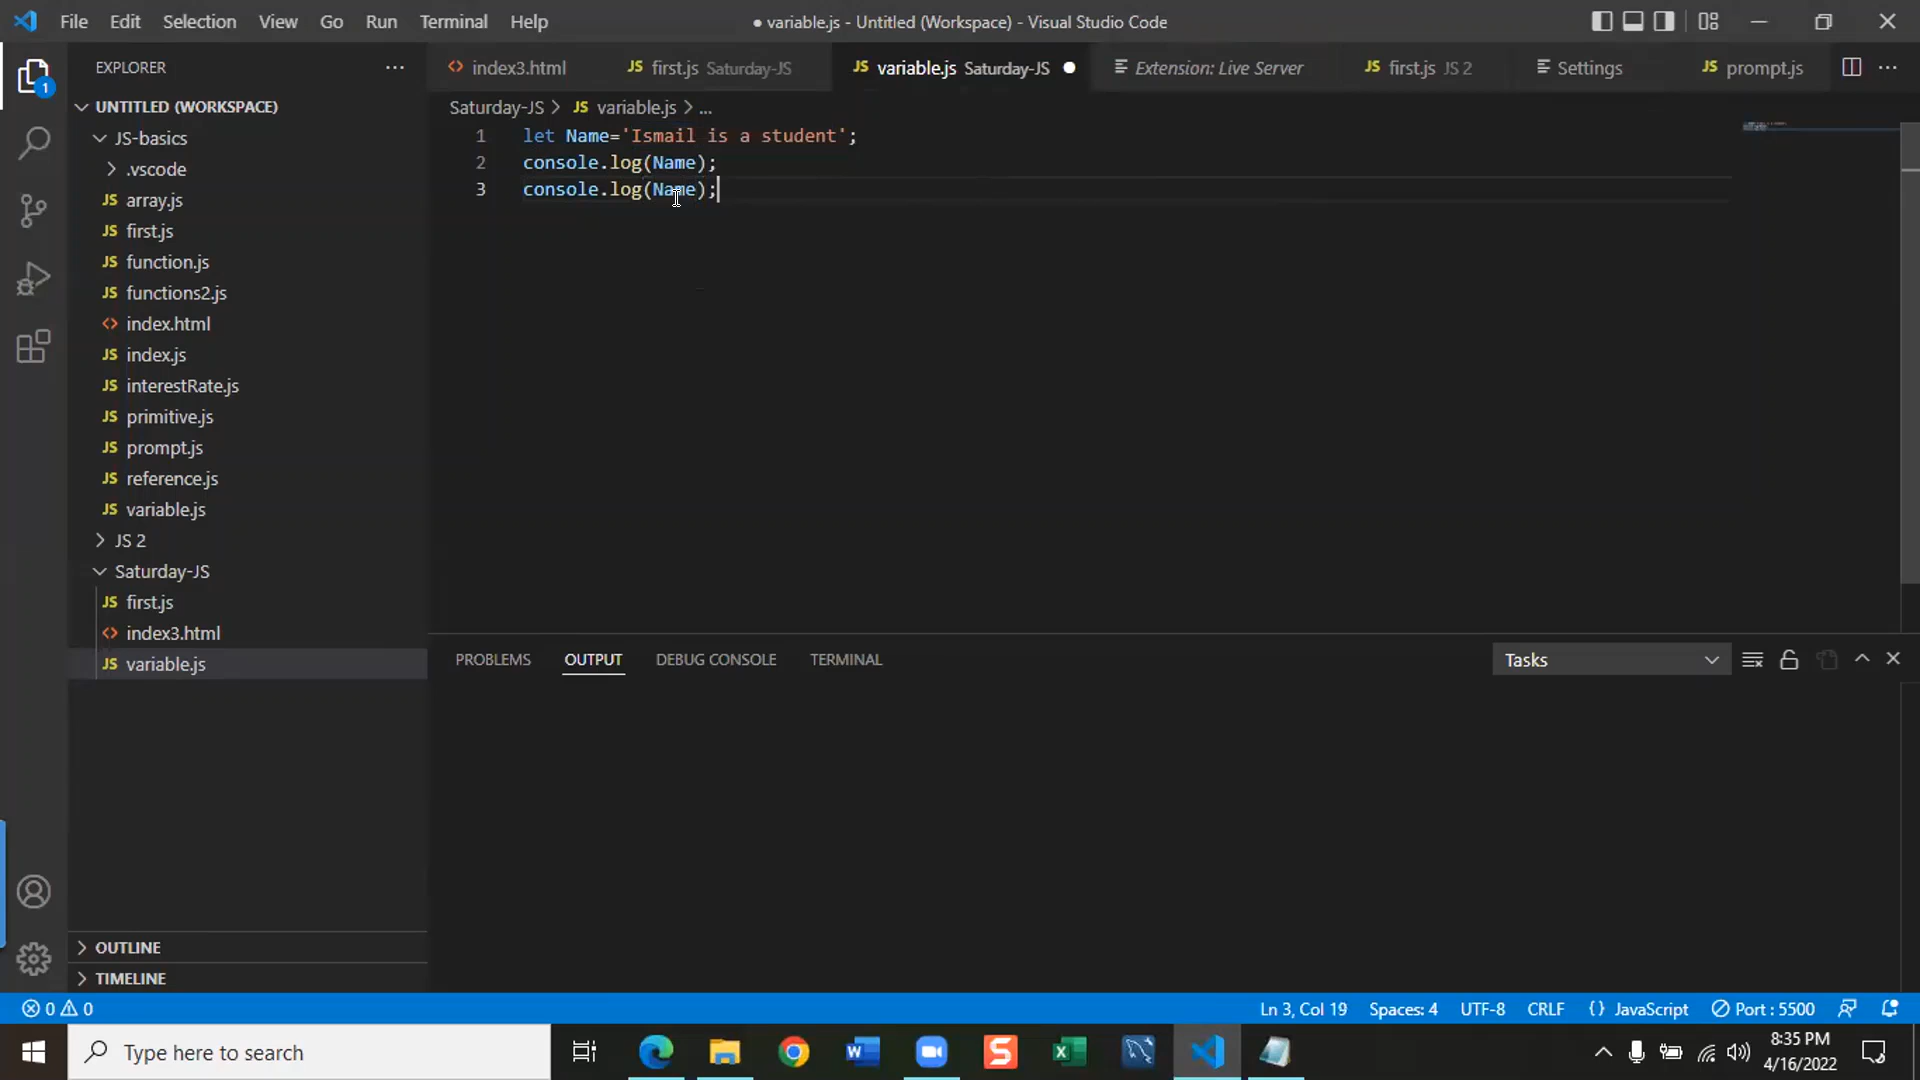 File Edit Selection View Go Run Terminal Help
● variable.js - Untitled (Workspace) - Visual Studio Code
EXPLORER
index3.html
JS first.js Saturday-JS
JS variable.js Saturday-JS
Extension: Live Server
JS first.js JS 2
Settings
JS prompt.js
1
UNTITLED (WORKSPACE)
JS-basics
.vscode
JS array.js
JS first.js
JS function.js
JS functions2.js
index.html
JS index.js
JS interestRate.js
JS primitive.js
JS prompt.js
JS reference.js
JS variable.js
JS 2
Saturday-JS
JS first.js
index3.html
JS variable.js
OUTLINE
TIMELINE
Saturday-JS > JS variable.js > ...
1 let Name='Ismail is a student';
2 console.log(Name);
3 console.log(Name);
PROBLEMS OUTPUT DEBUG CONSOLE TERMINAL
Tasks
0 0
Ln 3, Col 19 Spaces: 4 UTF-8 CRLF {} JavaScript Port : 5500
Type here to search
8:35 PM
4/16/2022